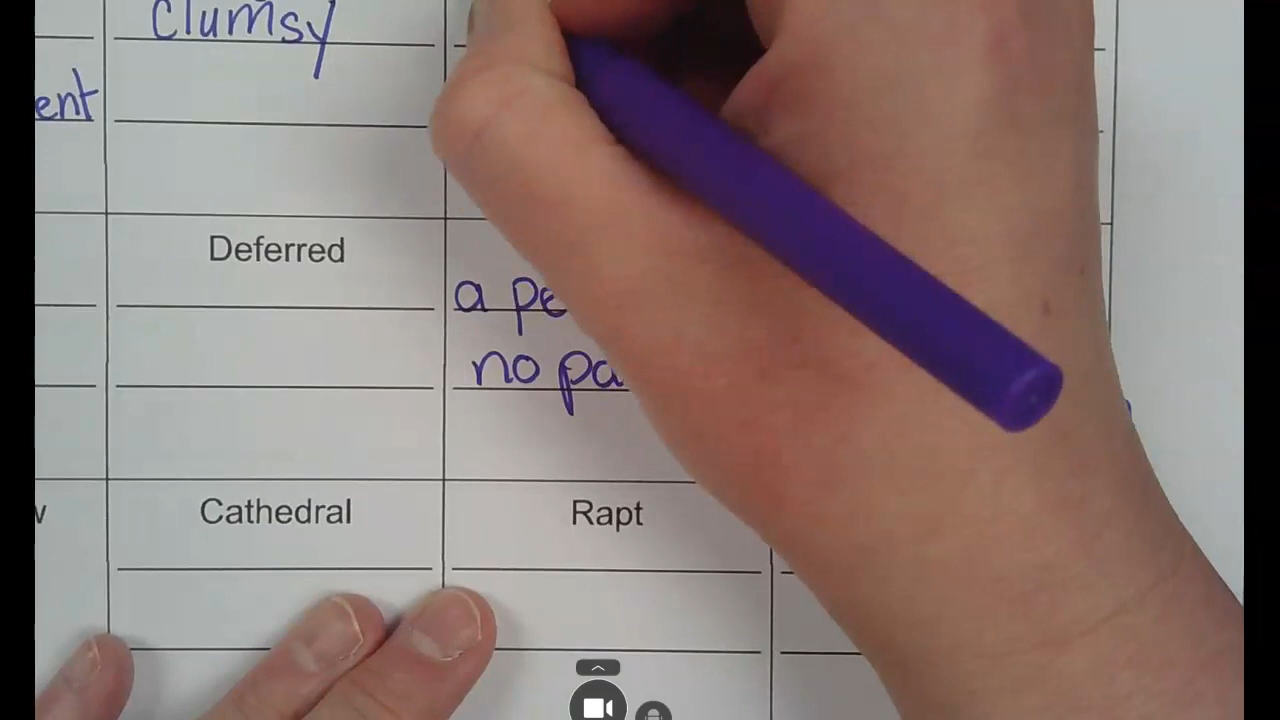 Clumsy
ent
Deferred
a pe
no pa
Cathedral
Rapt